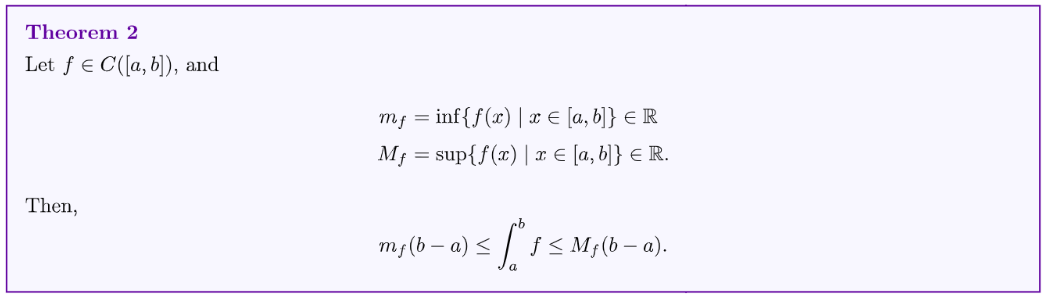 Theorem 2
Let f ∈ C([a, b]), and
m_f = inf{f(x) | x ∈ [a, b]} ∈ ℝ
M_f = sup{f(x) | x ∈ [a, b]} ∈ ℝ.
Then,
m_f(b − a) ≤ ∫_a^b f ≤ M_f(b − a).